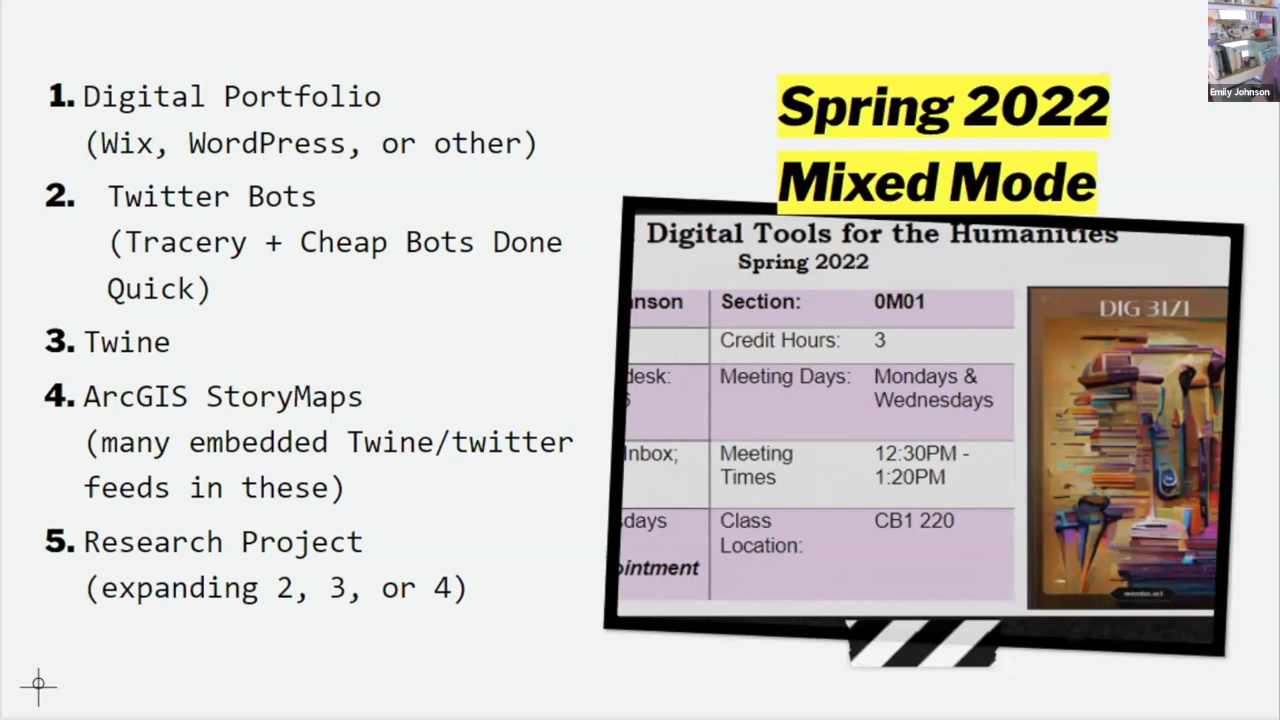 Emily Johnson
1. Digital Portfolio
(Wix, WordPress, or other)
2. Twitter Bots
(Tracery + Cheap Bots Done
Quick)
3. Twine
4. ArcGIS StoryMaps
(many embedded Twine/twitter
feeds in these)
5. Research Project
(expanding 2, 3, or 4)
Spring 2022
Mixed Mode
Digital Tools for the Humanities
Spring 2022
nson Section: 0M01
Credit Hours: 3
desk: Meeting Days: Mondays &
Wednesdays
Inbox; Meeting 12:30PM -
Times 1:20PM
days Class CB1 220
Location:
ointment
DIG 3171